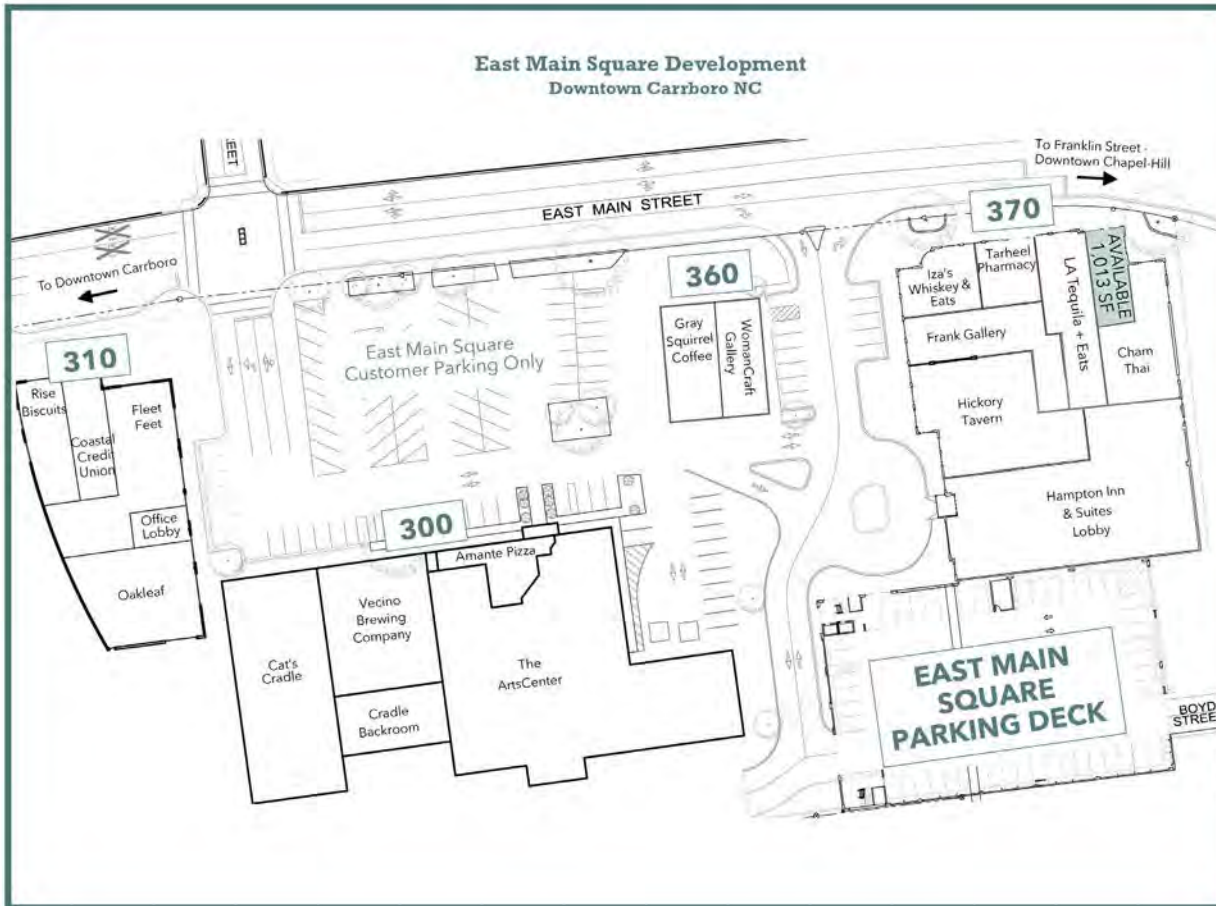 East Main Square Development
Downtown Carrboro NC
To Franklin Street -
Downtown Chapel-Hill
STREET
EAST MAIN STREET
370
To Downtown Carrboro
AVAILABLE
1,013 SF
Tarheel
Pharmacy
Iza's
Whiskey &
Eats
LA Tequila + Eats
360
Frank Gallery
Gray
Squirrel
Coffee
WomanCraft
Gallery
East Main Square
Customer Parking Only
310
Cham
Thai
Rise
Biscuits
Fleet
Feet
Coastal
Credit
Union
Hickory
Tavern
Office
Lobby
300
Hampton Inn
& Suites
Lobby
Amante Pizza
Oakleaf
Vecino
Brewing
Company
Cat's
Cradle
The
ArtsCenter
Cradle
Backroom
EAST MAIN
SQUARE
PARKING DECK
BOYD
STREET